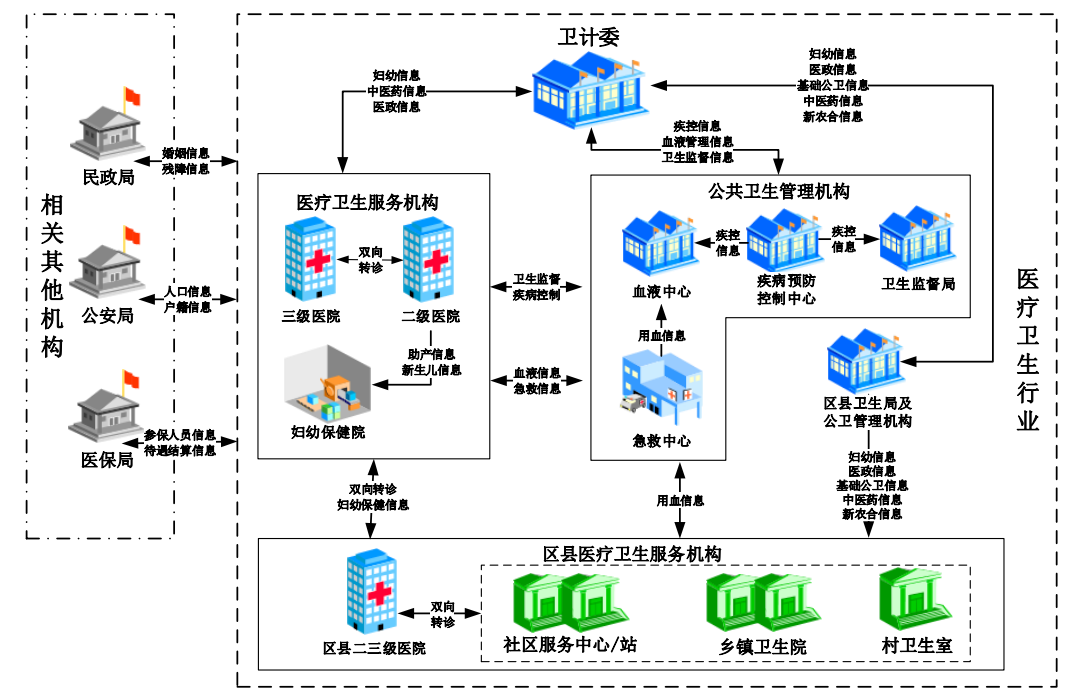 卫计委
妇幼信息
中医药信息
医政信息
妇幼信息
医政信息
基础公卫信息
中医药信息
新农合信息
疾控信息
血液管理信息
卫生监督信息
相关其他机构
民政局
婚姻信息
残障信息
公安局
人口信息
户籍信息
医保局
参保人员信息
待遇结算信息
医疗卫生行业
医疗卫生服务机构
三级医院
双向
转诊
二级医院
助产信息
新生儿信息
妇幼保健院
卫生监督
疾病控制
血液信息
急救信息
公共卫生管理机构
血液中心
疾控
信息
疾病预防
控制中心
疾控
信息
卫生监督局
用血信息
急救中心
区县卫生局及
公卫管理机构
妇幼信息
医政信息
基础公卫信息
中医药信息
新农合信息
双向转诊
妇幼保健信息
用血信息
区县医疗卫生服务机构
区县二三级医院
双向
转诊
社区服务中心/站
乡镇卫生院
村卫生室